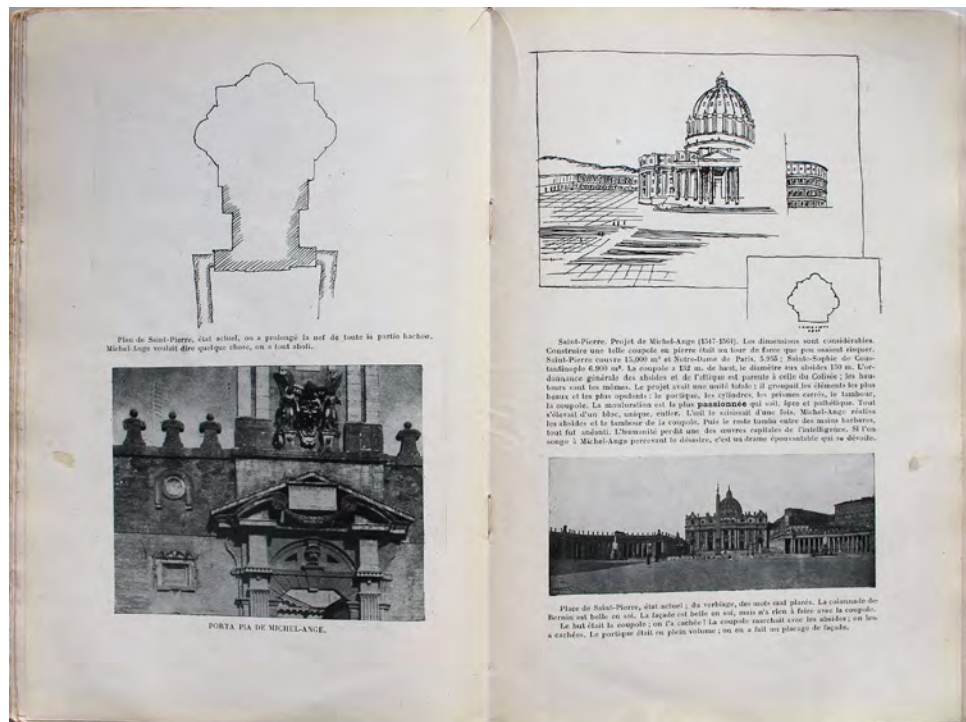 Plan de Saint-Pierre, état actuel, on a prolongé la nef de toute la partie hachée.
Michel-Ange voulait dire quelque chose, on a tout aboli.
PORTA PIA DE MICHEL-ANGE.
Saint-Pierre. Projet de Michel-Ange (1547-1564). Les dimensions sont considérables.
Construire une telle coupole en pierre était un tour de force que peu osaient risquer.
Saint-Pierre couvre 15.000 m² et Notre-Dame de Paris, 5.955 ; Sainte-Sophie de Cons-
tantinople 6.900 m². La coupole a 132 m. de haut, le diamètre aux absides 150 m. L'or-
donnance générale des absides et de l'attique est parente à celle du Colisée ; les hau-
teurs sont les mêmes. Le projet avait une unité totale ; il groupait les éléments les plus
beaux et les plus opulents : le portique, les cylindres, les prismes carrés, le tambour,
la coupole. La mouluration est la plus passionnée qui soit, âpre et pathétique. Tout
s'élevait d'un bloc, unique, entier. L'œil le saisissait d'une fois. Michel-Ange réalisa
les absides et le tambour de la coupole. Puis le reste tomba entre des mains barbares,
tout fut anéanti. L'humanité perdit une des œuvres capitales de l'intelligence. Si l'on
songe à Michel-Ange percevant le désastre, c'est un drame épouvantable qui se dévoile.
Place de Saint-Pierre, état actuel ; du verbiage, des mots mal placés. La colonnade de
Bernin est belle en soi. La façade est belle en soi, mais n'a rien à faire avec la coupole.
Le but était la coupole ; on l'a cachée ! La coupole marchait avec les absides ; on les
a cachées. Le portique était en plein volume ; on en a fait un placage de façade.